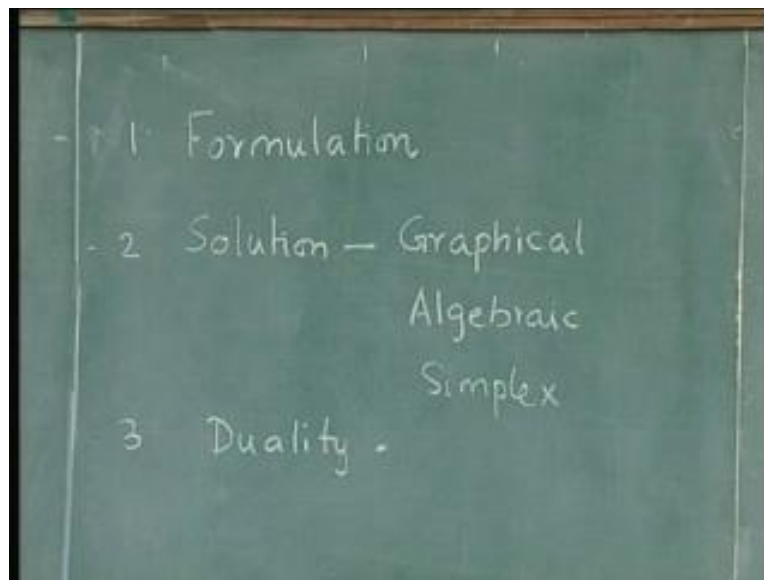 1 Formulation
2 Solution - Graphical
Algebraic
Simplex
3 Duality.